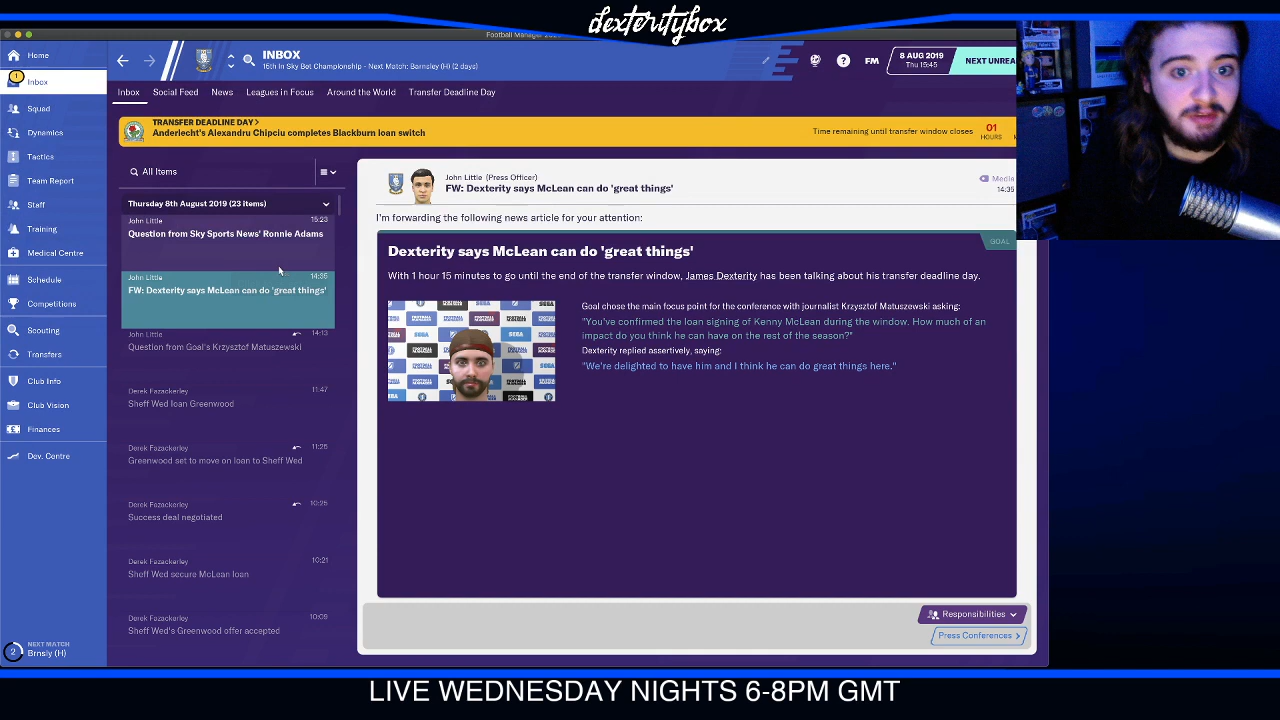 dexteritybox
Football Manager 20
Home
1
Inbox
Squad
Dynamics
Tactics
Team Report
Staff
Training
Medical Centre
Schedule
Competitions
Scouting
Transfers
Club Info
Club Vision
Finances
Dev. Centre
NEXT MATCH
2
Brnsly (H)
INBOX
15th in Sky Bet Championship - Next Match: Barnsley (H) (2 days)
?
FM
8 AUG 2019
Thu 15:45
NEXT UNREA
Inbox
Social Feed
News
Leagues in Focus
Around the World
Transfer Deadline Day
TRANSFER DEADLINE DAY >
Anderlecht's Alexandru Chipciu completes Blackburn loan switch
Time remaining until transfer window closes
01
HOURS
All Items
Thursday 8th August 2019 (23 items)
John Little 15:23
Question from Sky Sports News' Ronnie Adams
John Little 14:35
FW: Dexterity says McLean can do 'great things'
John Little 14:13
Question from Goal's Krzysztof Matuszewski
Derek Fazackerley 11:47
Sheff Wed loan Greenwood
Derek Fazackerley 11:25
Greenwood set to move on loan to Sheff Wed
Derek Fazackerley 10:25
Success deal negotiated
Derek Fazackerley 10:21
Sheff Wed secure McLean loan
Derek Fazackerley 10:09
Sheff Wed's Greenwood offer accepted
John Little (Press Officer)
FW: Dexterity says McLean can do 'great things'
Media
14:35
I'm forwarding the following news article for your attention:
GOAL
Dexterity says McLean can do 'great things'
With 1 hour 15 minutes to go until the end of the transfer window, James Dexterity has been talking about his transfer deadline day.
SEGA
Goal chose the main focus point for the conference with journalist Krzysztof Matuszewski asking:
"You've confirmed the loan signing of Kenny McLean during the window. How much of an
impact do you think he can have on the rest of the season?"
Dexterity replied assertively, saying:
"We're delighted to have him and I think he can do great things here."
Responsibilities
Press Conferences >
LIVE WEDNESDAY NIGHTS 6-8PM GMT